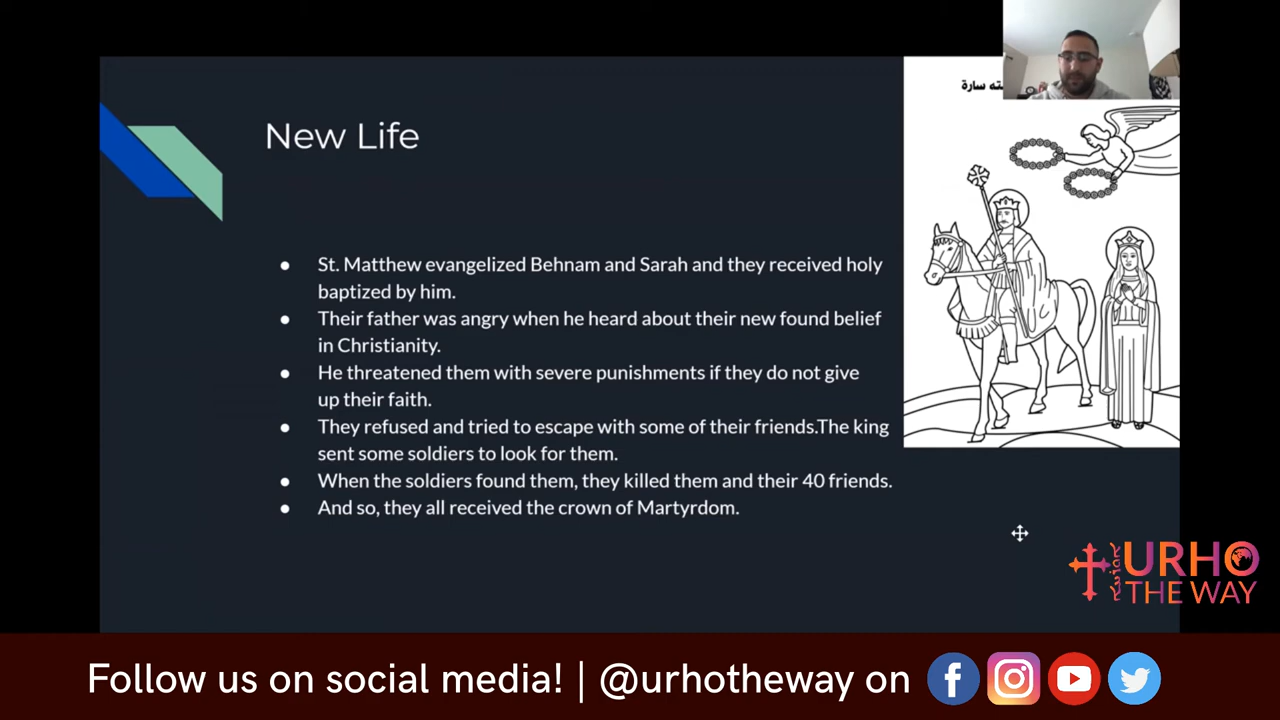 New Life
سارة
● St. Matthew evangelized Behnam and Sarah and they received holy
baptized by him.
● Their father was angry when he heard about their new found belief
in Christianity.
● He threatened them with severe punishments if they do not give
up their faith.
● They refused and tried to escape with some of their friends.The king
sent some soldiers to look for them.
● When the soldiers found them, they killed them and their 40 friends.
● And so, they all received the crown of Martyrdom.
URHO
THE WAY
Follow us on social media! | @urhotheway on